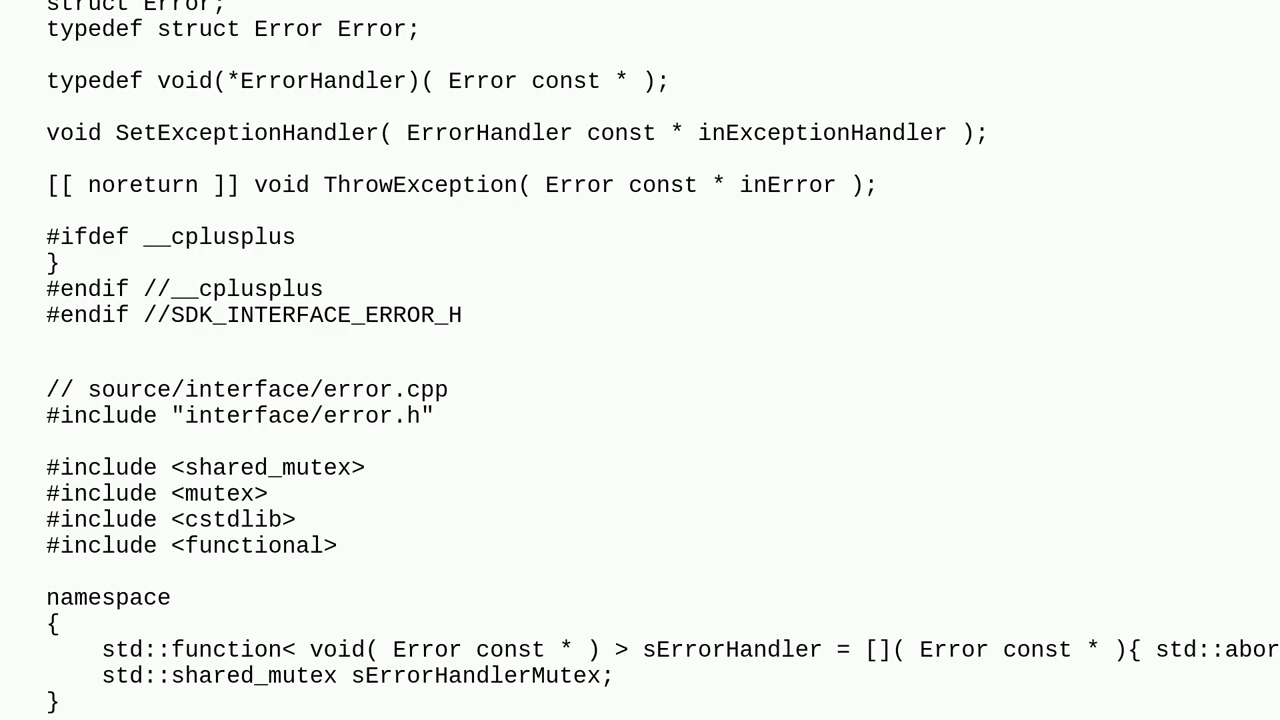 struct Error;
typedef struct Error Error;
typedef void(*ErrorHandler)( Error const * );
void SetExceptionHandler( ErrorHandler const * inExceptionHandler );
[[ noreturn ]] void ThrowException( Error const * inError );
#ifdef __cplusplus
}
#endif //__cplusplus
#endif //SDK_INTERFACE_ERROR_H
// source/interface/error.cpp
#include "interface/error.h"
#include <shared_mutex>
#include <mutex>
#include <cstdlib>
#include <functional>
namespace
{
std::function< void( Error const * ) > sErrorHandler = []( Error const * ){ std::abor
std::shared_mutex sErrorHandlerMutex;
}